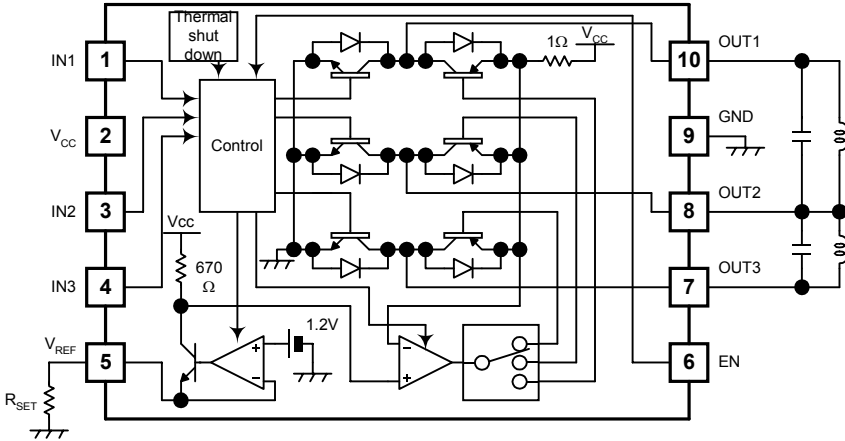 Thermal
shut
down
1Ω
VCC
IN1
1
10
OUT1
VCC
2
Control
9
GND
IN2
3
8
OUT2
Vcc
IN3
4
670
Ω
7
OUT3
VREF
5
1.2V
6
EN
+
-
-
+
RSET